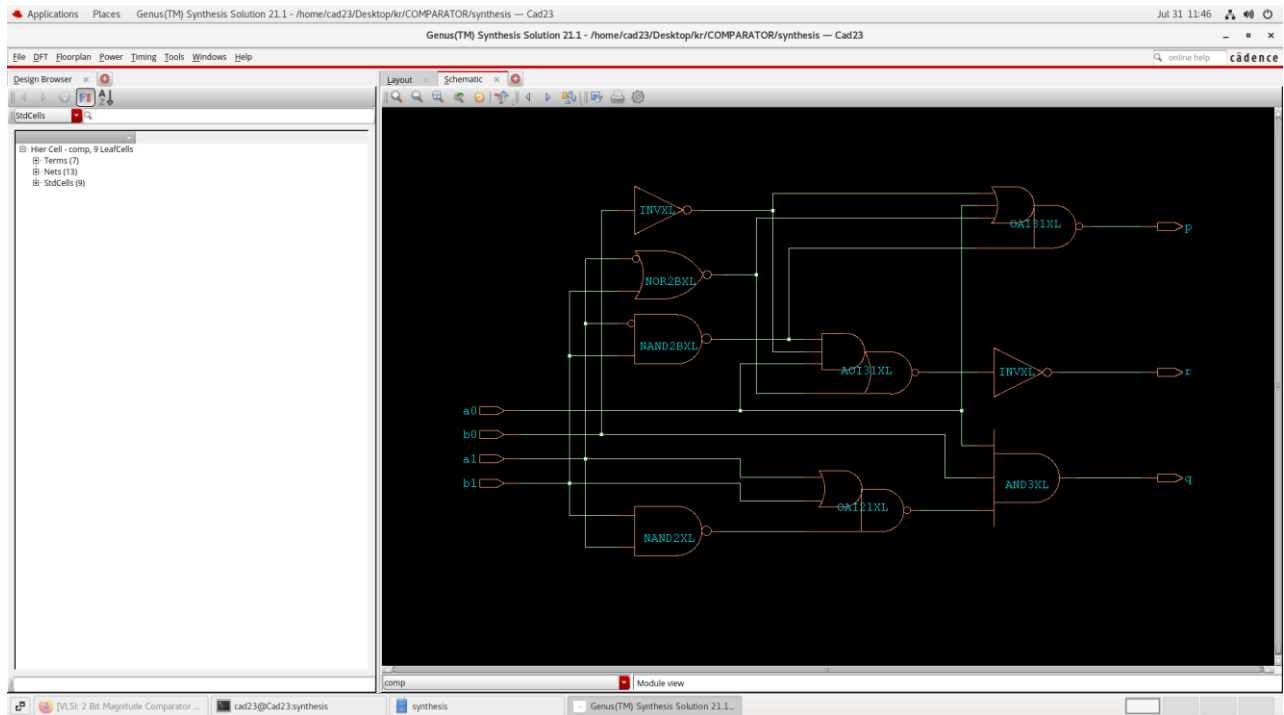 Applications Places Genus(TM) Synthesis Solution 21.1 - /home/cad23/Desktop/kr/COMPARATOR/synthesis — Cad23 Jul 31 11:46
Genus(TM) Synthesis Solution 21.1 - /home/cad23/Desktop/kr/COMPARATOR/synthesis — Cad23
File DFT Floorplan Power Timing Tools Windows Help online help cādence
Design Browser Layout Schematic
StdCells
Hier Cell - comp, 9 LeafCells
Terms (7)
Nets (13)
StdCells (9)
INVXL
OAI31XL
p
NOR2BXL
NAND2BXL
AOI31XL
INVXL
r
a0
b0
a1
b1
OAI21XL
AND3XL
q
NAND2XL
comp Module view
[VLSI: 2 Bit Magnitude Comparator ... cad23@Cad23:synthesis synthesis Genus(TM) Synthesis Solution 21.1...